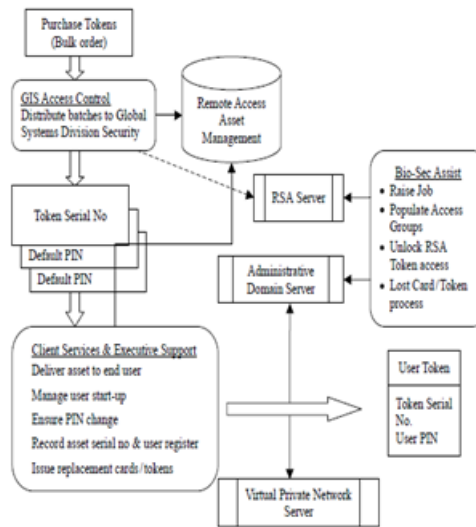 Purchase Tokens
(Bulk order)
GIS Access Control
Distribute batches to Global
Systems Division Security
Remote Access
Asset
Management
Bio-Sec Assist
• Raise Job
• Populate Access
Groups
• Unlock RSA
Token access
• Lost Card/Token
process
RSA Server
Token Serial No
Default PIN
Default PIN
Administrative
Domain Server
Client Services & Executive Support
Deliver asset to end user
Manage user start-up
Ensure PIN change
Record asset serial no & user register
Issue replacement cards/tokens
User Token
Token Serial
No.
User PIN
Virtual Private Network
Server